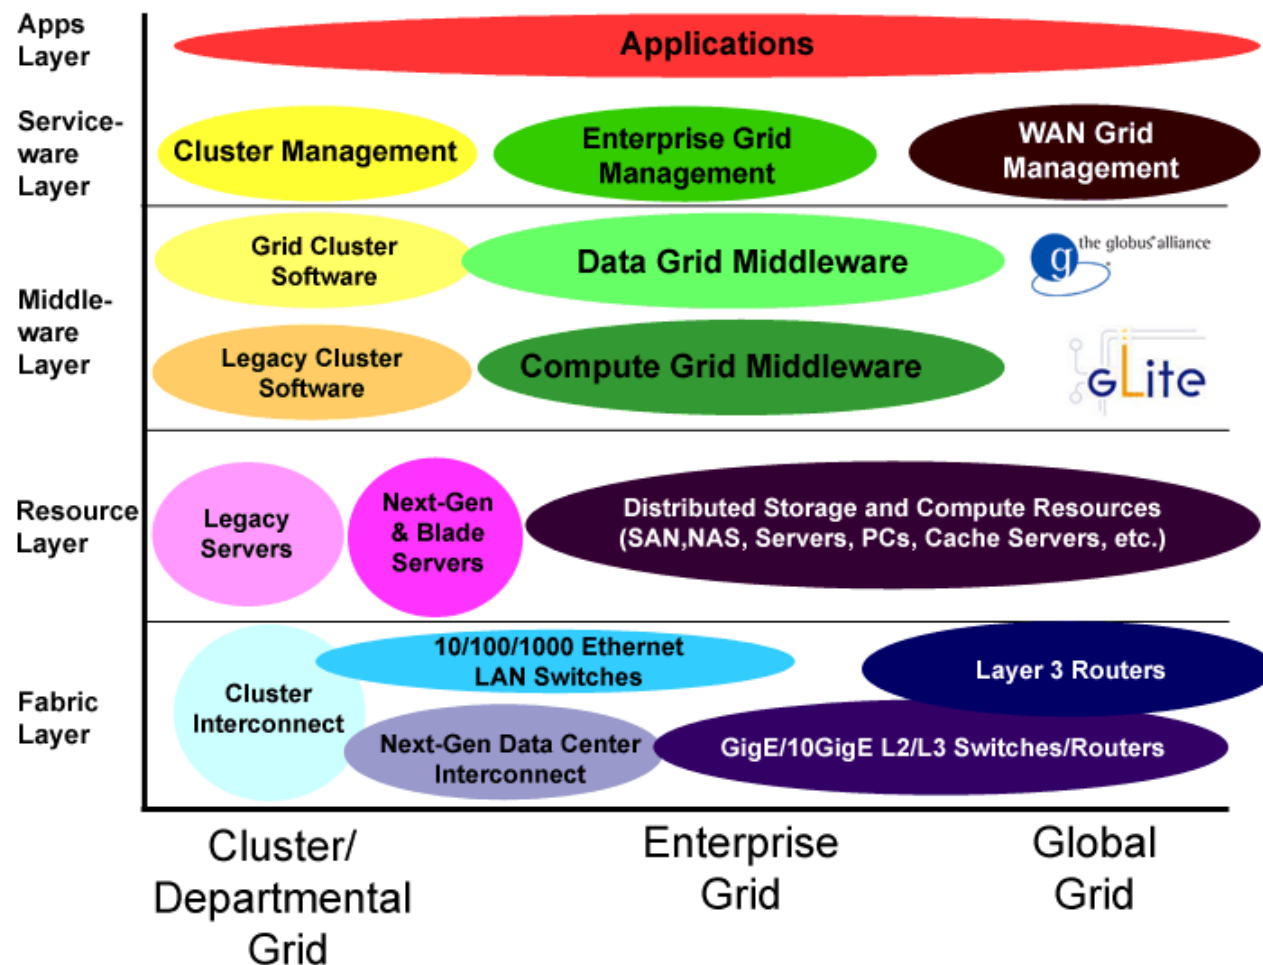 Apps
Layer
Applications
Service-
ware
Layer
Cluster Management
Enterprise Grid
Management
WAN Grid
Management
Middle-
ware
Layer
Grid Cluster
Software
Data Grid Middleware
g the globus alliance
Legacy Cluster
Software
Compute Grid Middleware
gLite
Resource
Layer
Legacy
Servers
Next-Gen
& Blade
Servers
Distributed Storage and Compute Resources
(SAN,NAS, Servers, PCs, Cache Servers, etc.)
Fabric
Layer
Cluster
Interconnect
10/100/1000 Ethernet
LAN Switches
Next-Gen Data Center
Interconnect
Layer 3 Routers
GigE/10GigE L2/L3 Switches/Routers
Cluster/
Departmental
Grid
Enterprise
Grid
Global
Grid